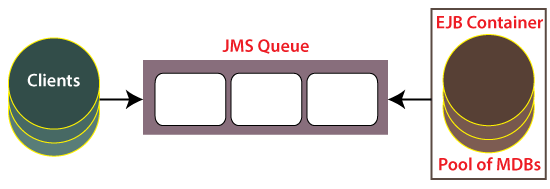 JMS Queue
Clients
EJB Container
Pool of MDBs